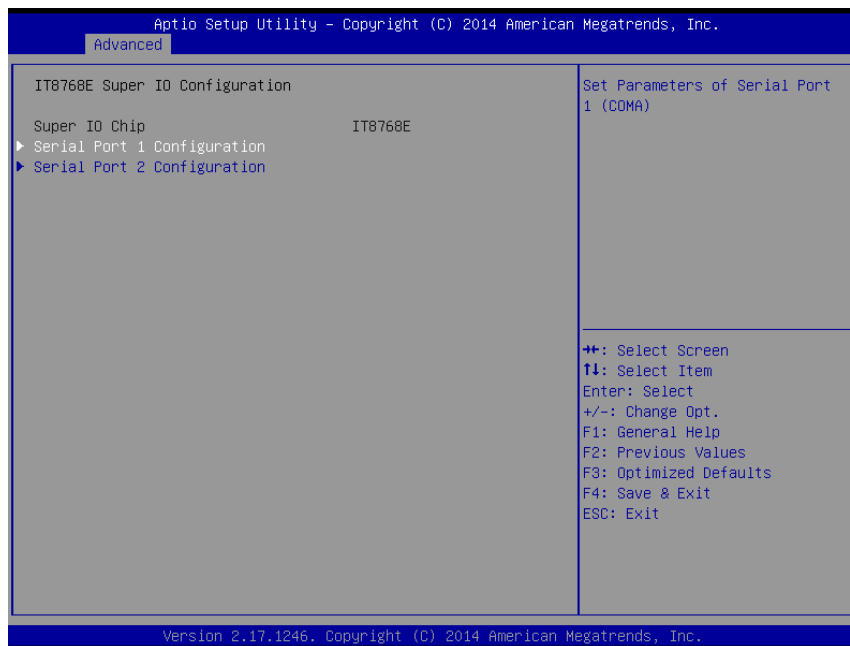 Aptio Setup Utility – Copyright (C) 2014 American Megatrends, Inc.
Advanced
IT8768E Super IO Configuration
Super IO Chip IT8768E
Serial Port 1 Configuration
Serial Port 2 Configuration
Set Parameters of Serial Port
1 (COMA)
→←: Select Screen
↑↓: Select Item
Enter: Select
+/-: Change Opt.
F1: General Help
F2: Previous Values
F3: Optimized Defaults
F4: Save & Exit
ESC: Exit
Version 2.17.1246. Copyright (C) 2014 American Megatrends, Inc.